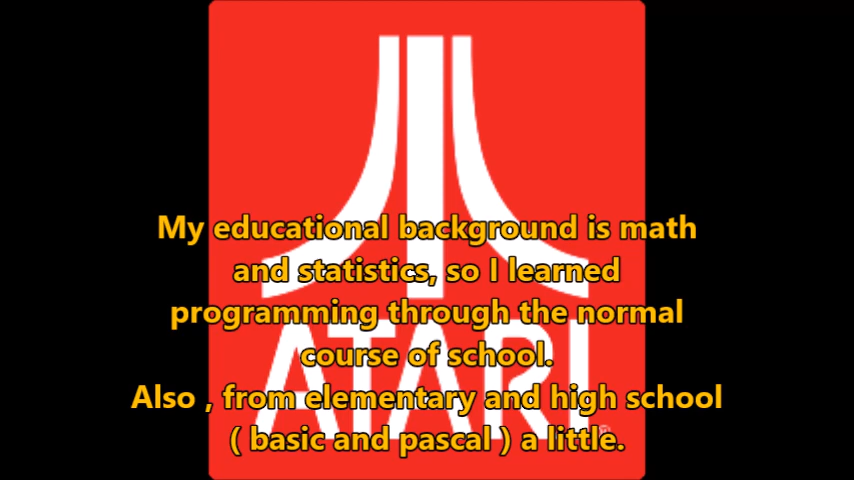 My educational background is math
and statistics, so I learned
programming through the normal
course of school.
Also , from elementary and high school
( basic and pascal ) a little.
ATARI®